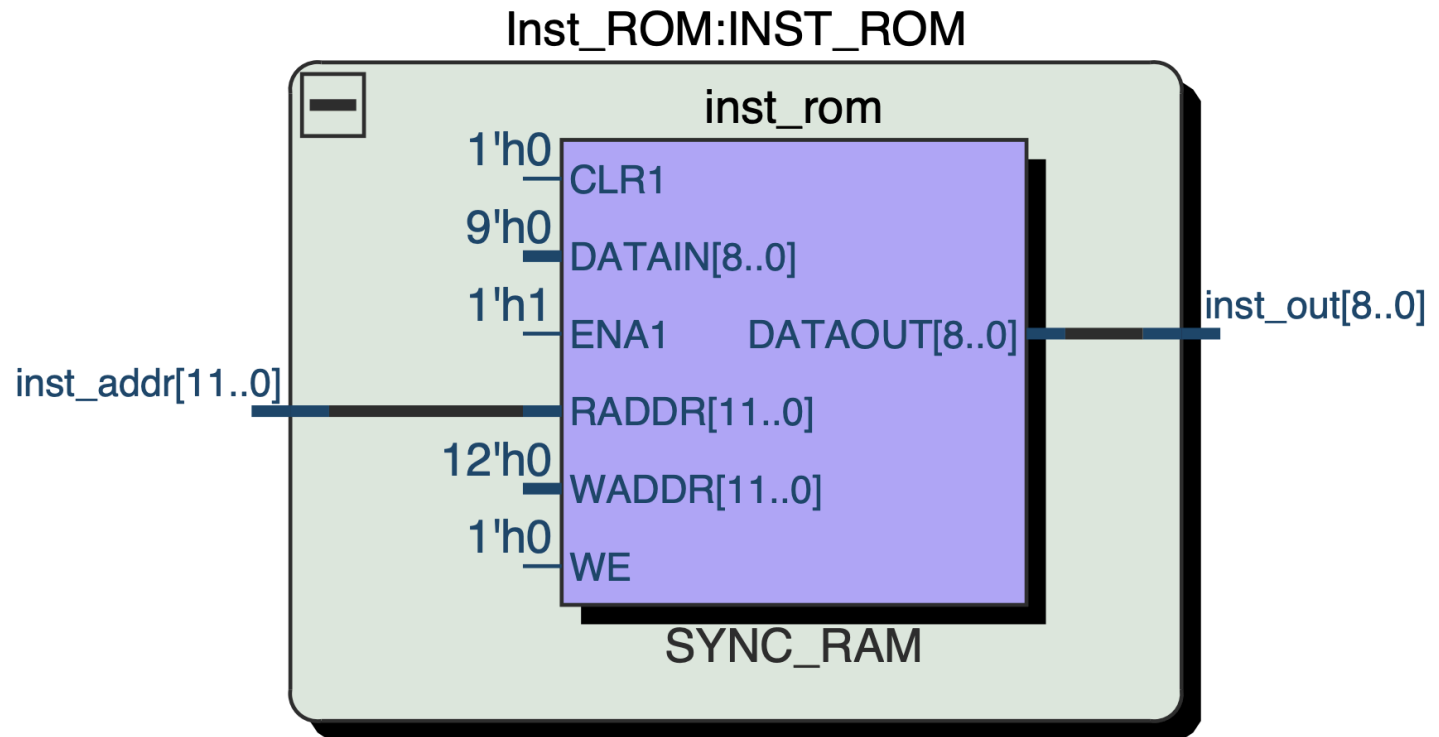 Inst_ROM:INST_ROM
inst_rom
1'h0
CLR1
9'h0
DATAIN[8..0]
1'h1
ENA1
DATAOUT[8..0]
inst_out[8..0]
inst_addr[11..0]
RADDR[11..0]
12'h0
WADDR[11..0]
1'h0
WE
SYNC_RAM